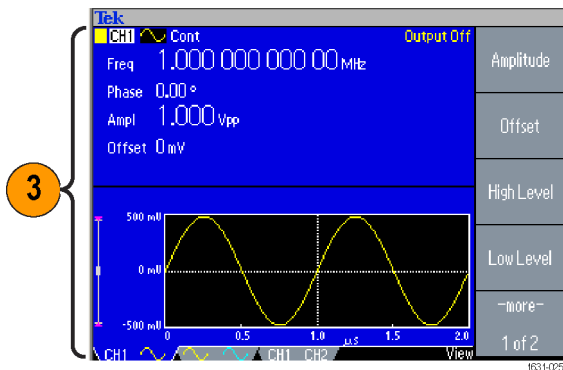 Tek
CH1 Cont Output Off
Freq 1.000 000 000 00 MHz
Phase 0.00 °
Ampl 1.000 Vpp
Offset 0 mV
Amplitude
Offset
High Level
Low Level
-more-
1 of 2
3
500 mV
0 mV
-500 mV
0 0.5 1.0 µs 1.5 2.0
CH1 CH1 CH2 View
1631-025